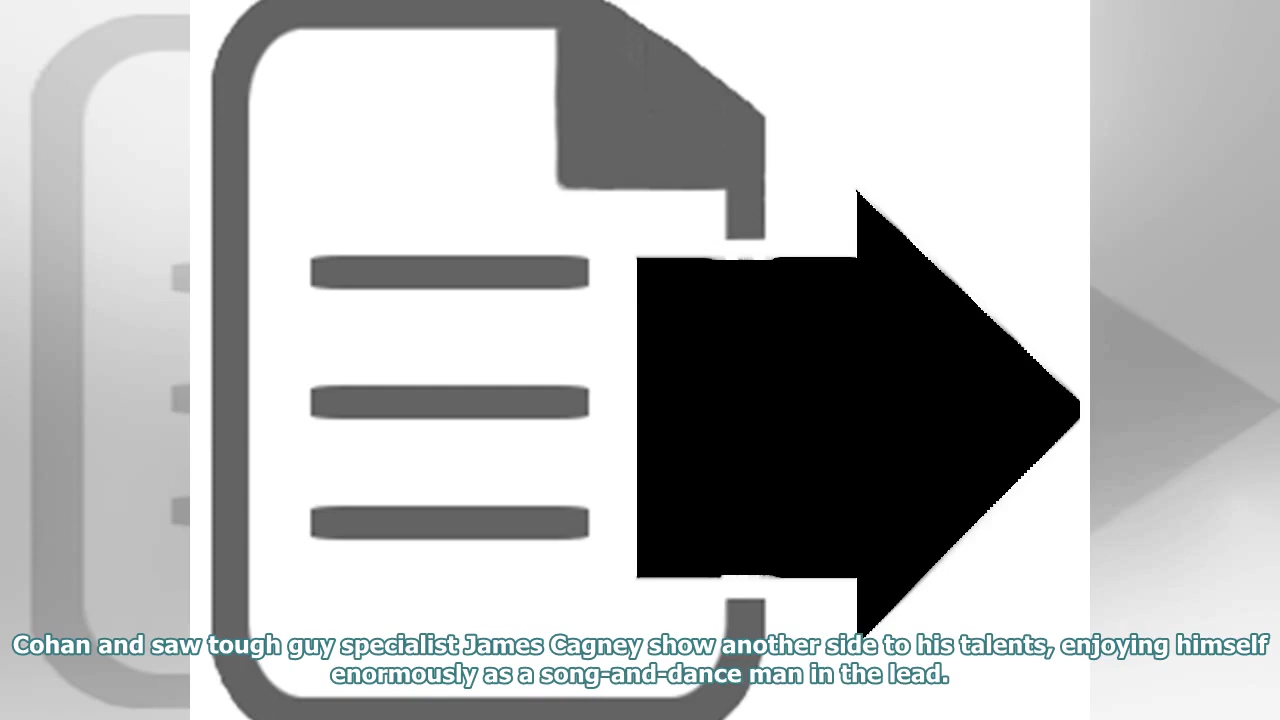 Cohan and saw tough guy specialist James Cagney show another side to his talents, enjoying himself
enormously as a song-and-dance man in the lead.